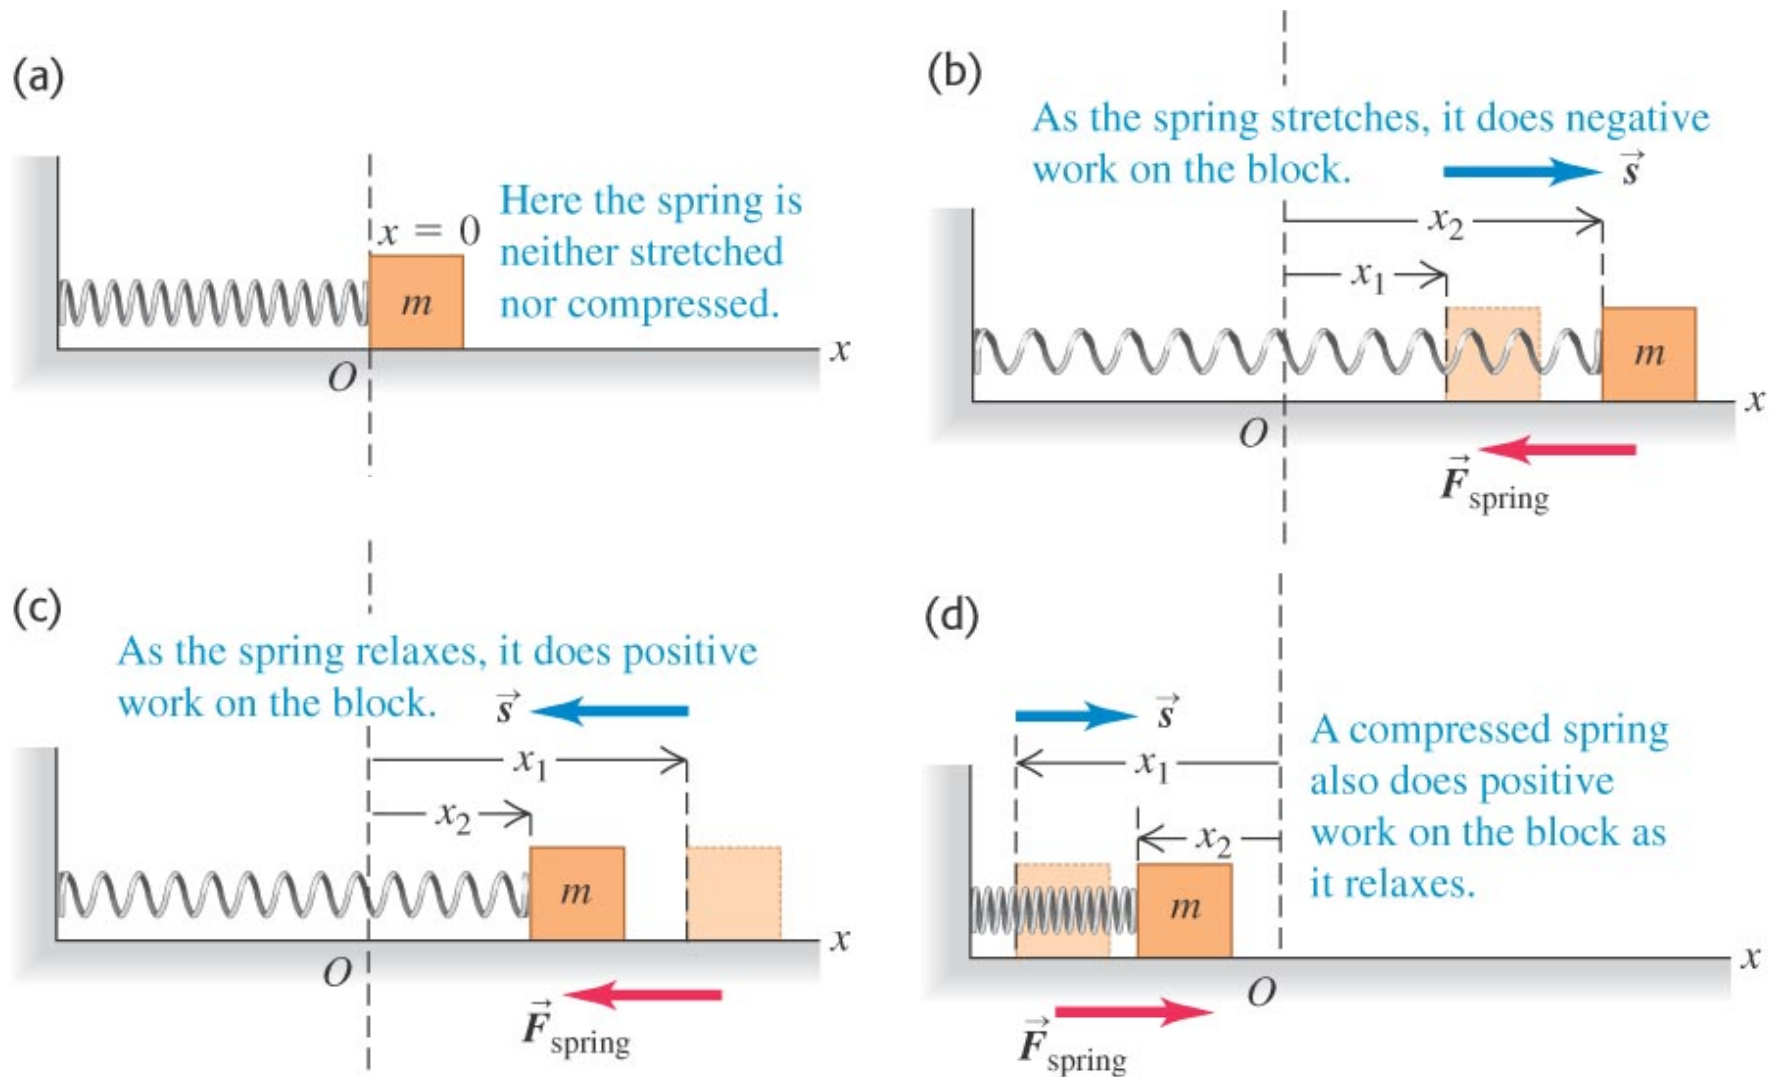 (a)
x = 0
Here the spring is
neither stretched
nor compressed.
m
x
O
(b)
As the spring stretches, it does negative
work on the block.
s⃗
x₂
x₁
m
x
O
F⃗spring
(c)
As the spring relaxes, it does positive
work on the block.
s⃗
x₁
x₂
m
x
O
F⃗spring
(d)
s⃗
x₁
x₂
A compressed spring
also does positive
work on the block as
it relaxes.
m
x
O
F⃗spring